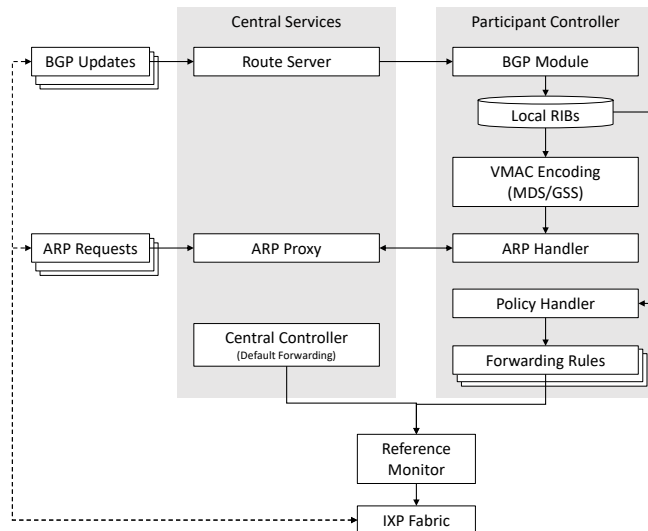 Central Services
Participant Controller
BGP Updates
Route Server
BGP Module
Local RIBs
VMAC Encoding
(MDS/GSS)
ARP Requests
ARP Proxy
ARP Handler
Policy Handler
Central Controller
(Default Forwarding)
Forwarding Rules
Reference
Monitor
IXP Fabric